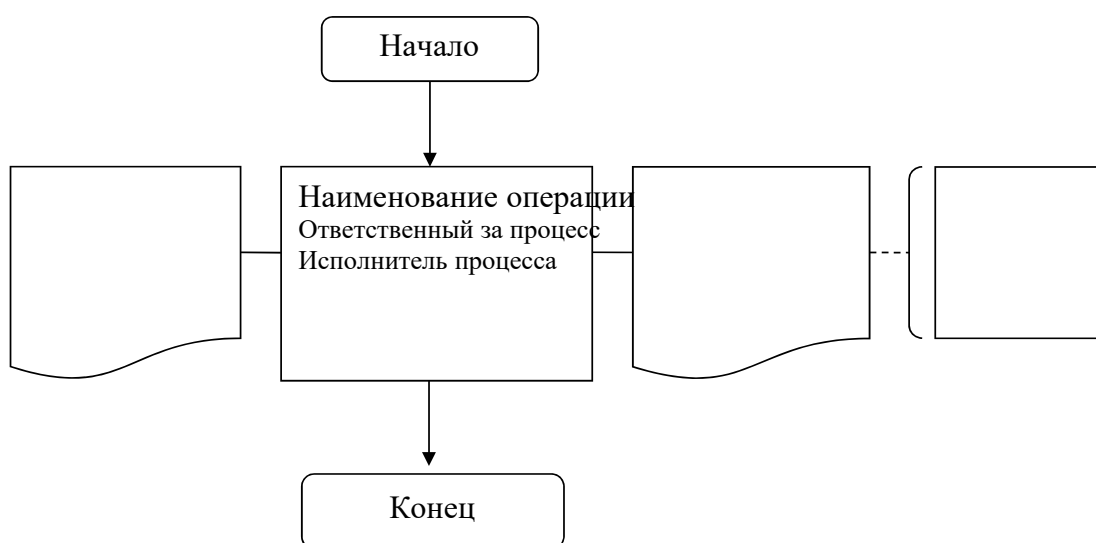 Начало
Наименование операции
Ответственный за процесс
Исполнитель процесса
Конец